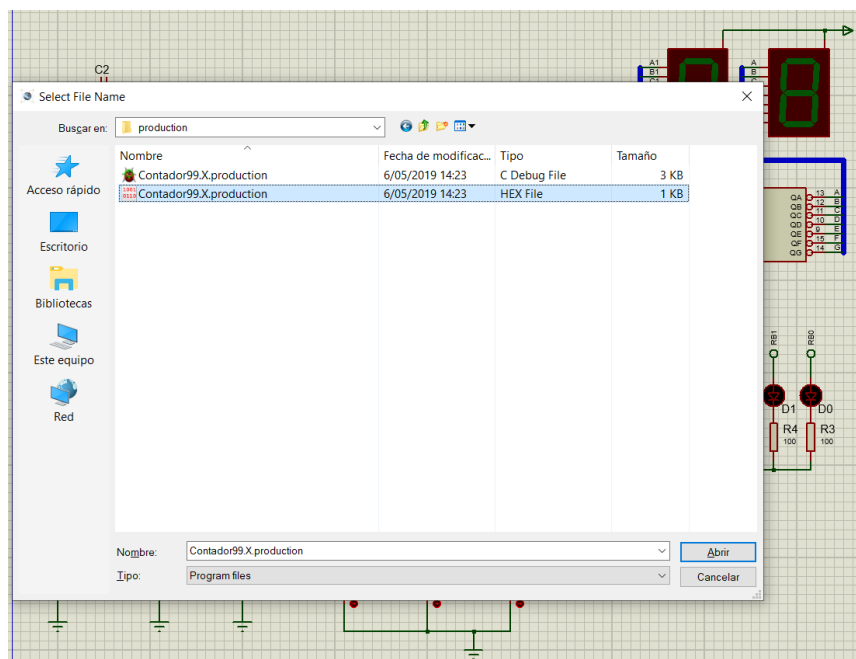 C2
A1
B1
C1
A
B
Select File Name
Buscar en:
production
Nombre
Fecha de modificac...
Tipo
Tamaño
Contador99.X.production
6/05/2019 14:23
C Debug File
3 KB
Contador99.X.production
6/05/2019 14:23
HEX File
1 KB
Acceso rápido
Escritorio
Bibliotecas
Este equipo
Red
QA 13 A
QB 12 B
QC 11 C
QD 10 D
QE 9 E
QF 15 F
QG 14 G
RB1
RB0
D1
D0
R4
100
R3
100
Nombre:
Contador99.X.production
Abrir
Tipo:
Program files
Cancelar